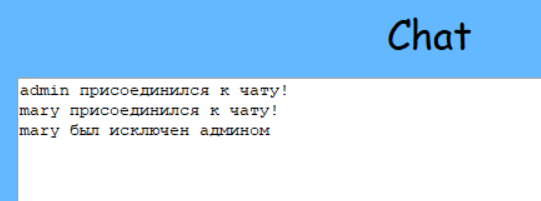 Chat
admin присоединился к чату!
mary присоединился к чату!
mary был исключен админом